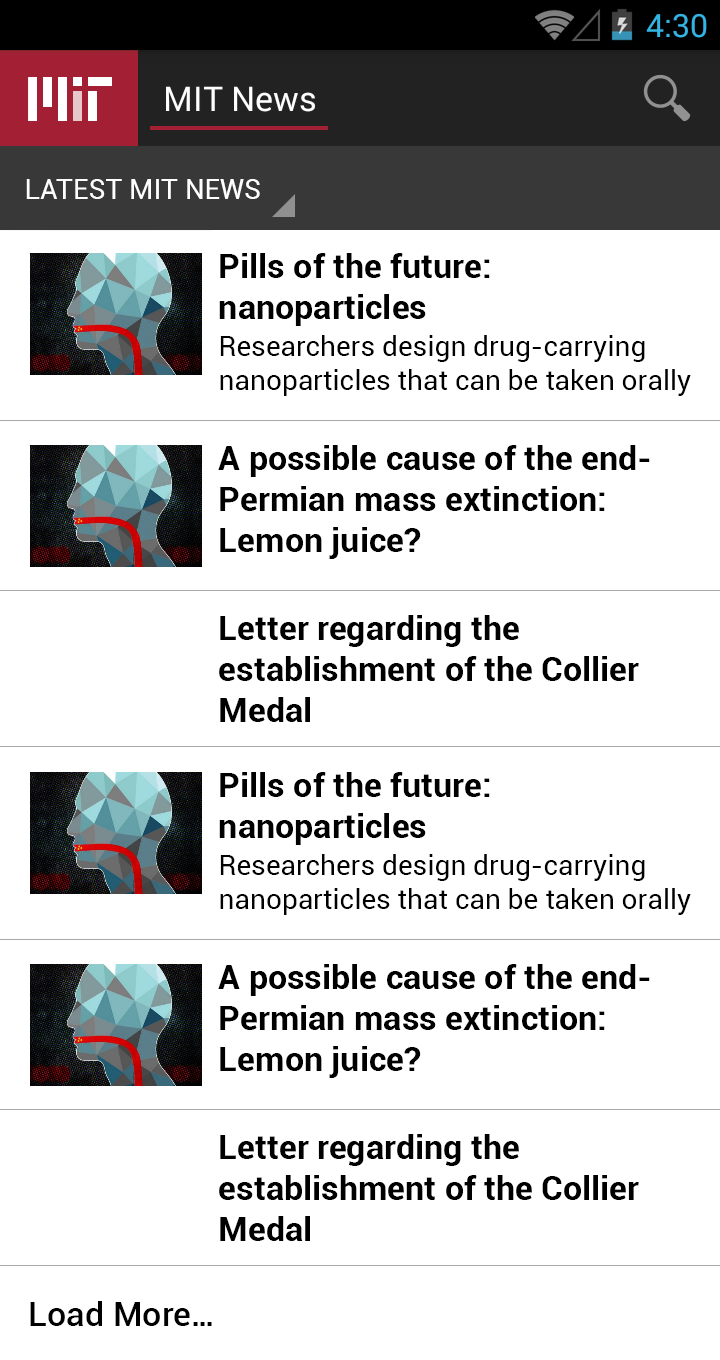 4:30
MIT
MIT News
LATEST MIT NEWS
Pills of the future:
nanoparticles
Researchers design drug-carrying
nanoparticles that can be taken orally
A possible cause of the end-
Permian mass extinction:
Lemon juice?
Letter regarding the
establishment of the Collier
Medal
Pills of the future:
nanoparticles
Researchers design drug-carrying
nanoparticles that can be taken orally
A possible cause of the end-
Permian mass extinction:
Lemon juice?
Letter regarding the
establishment of the Collier
Medal
Load More...